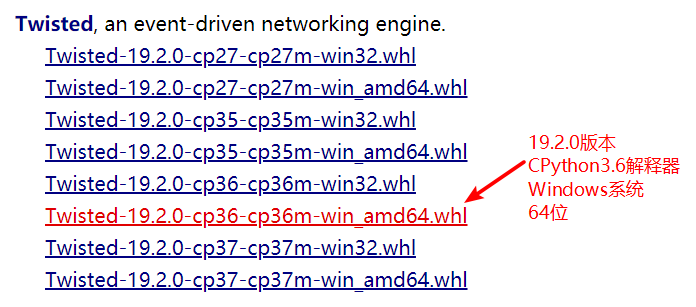 Twisted, an event-driven networking engine.
Twisted-19.2.0-cp27-cp27m-win32.whl
Twisted-19.2.0-cp27-cp27m-win_amd64.whl
Twisted-19.2.0-cp35-cp35m-win32.whl
Twisted-19.2.0-cp35-cp35m-win_amd64.whl
Twisted-19.2.0-cp36-cp36m-win32.whl
Twisted-19.2.0-cp36-cp36m-win_amd64.whl
Twisted-19.2.0-cp37-cp37m-win32.whl
Twisted-19.2.0-cp37-cp37m-win_amd64.whl
19.2.0版本
CPython3.6解释器
Windows系统
64位